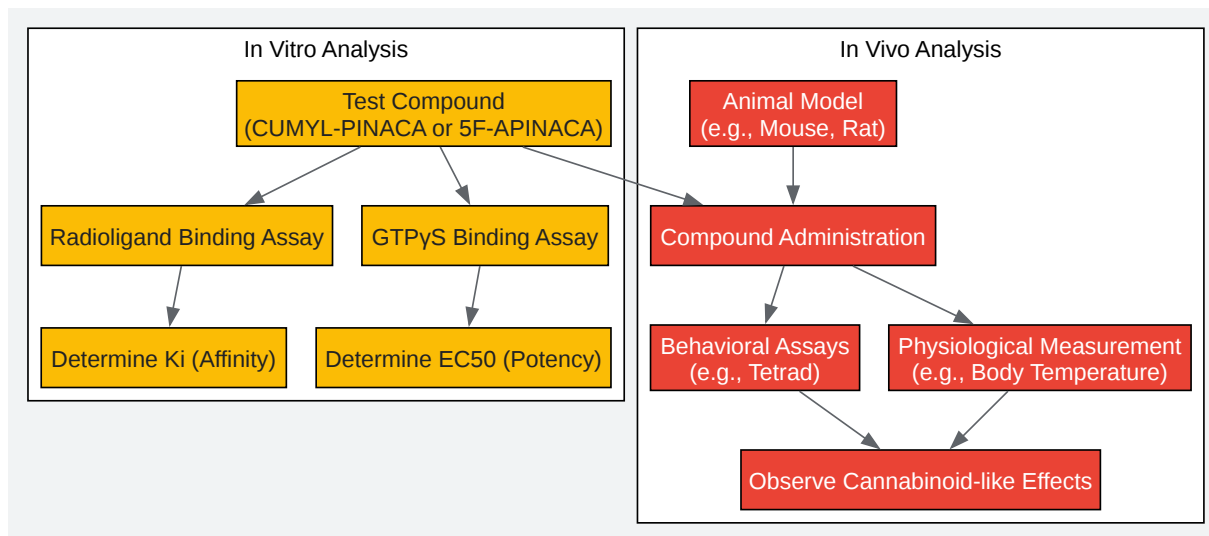 In Vitro Analysis
Test Compound
(CUMYL-PINACA or 5F-APINACA)
Radioligand Binding Assay
GTPγS Binding Assay
Determine Ki (Affinity)
Determine EC50 (Potency)
In Vivo Analysis
Animal Model
(e.g., Mouse, Rat)
Compound Administration
Behavioral Assays
(e.g., Tetrad)
Physiological Measurement
(e.g., Body Temperature)
Observe Cannabinoid-like Effects